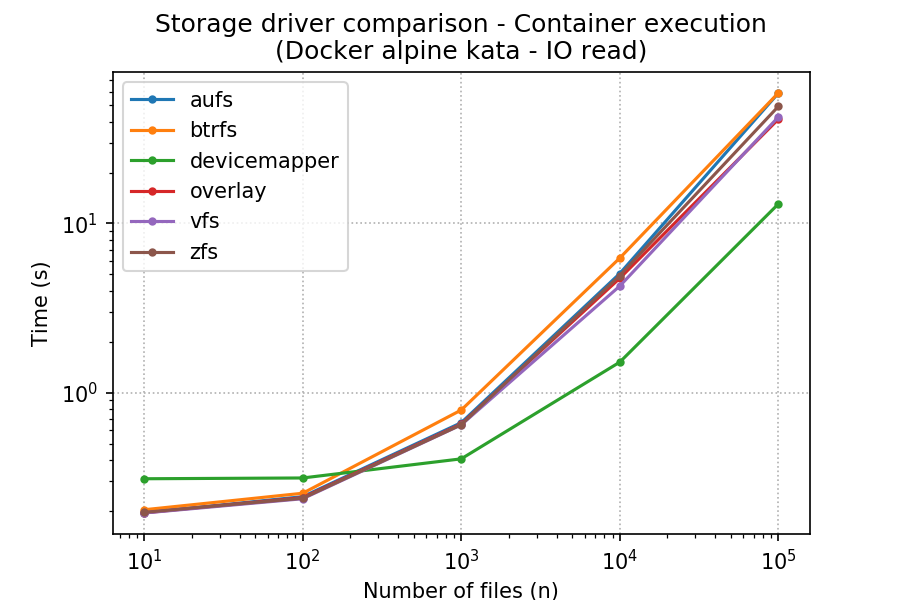 Storage driver comparison - Container execution
(Docker alpine kata - IO read)
aufs
btrfs
devicemapper
overlay
vfs
zfs
Time (s)
10¹
10⁰
10¹
10²
10³
10⁴
10⁵
Number of files (n)